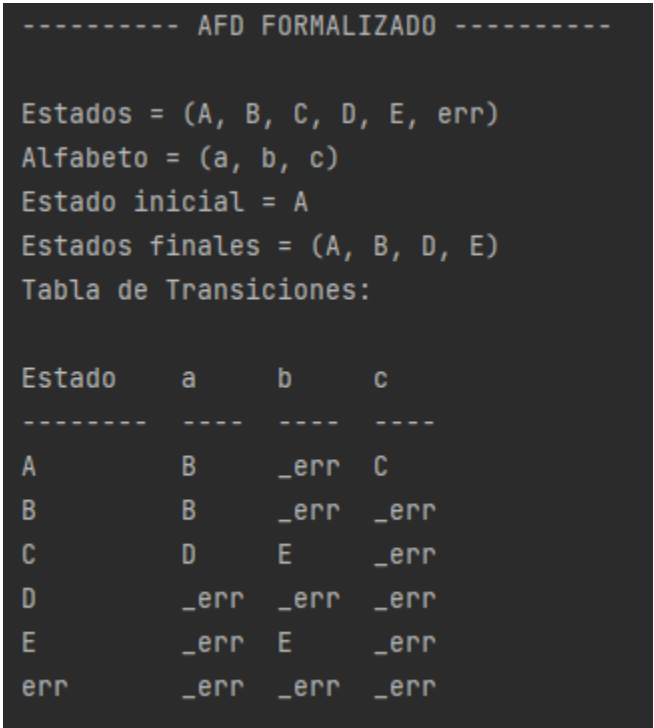 ---------- AFD FORMALIZADO ----------
Estados = (A, B, C, D, E, err)
Alfabeto = (a, b, c)
Estado inicial = A
Estados finales = (A, B, D, E)
Tabla de Transiciones:
Estado a b c
-------- ---- ---- ----
A B _err C
B B _err _err
C D E _err
D _err _err _err
E _err E _err
err _err _err _err